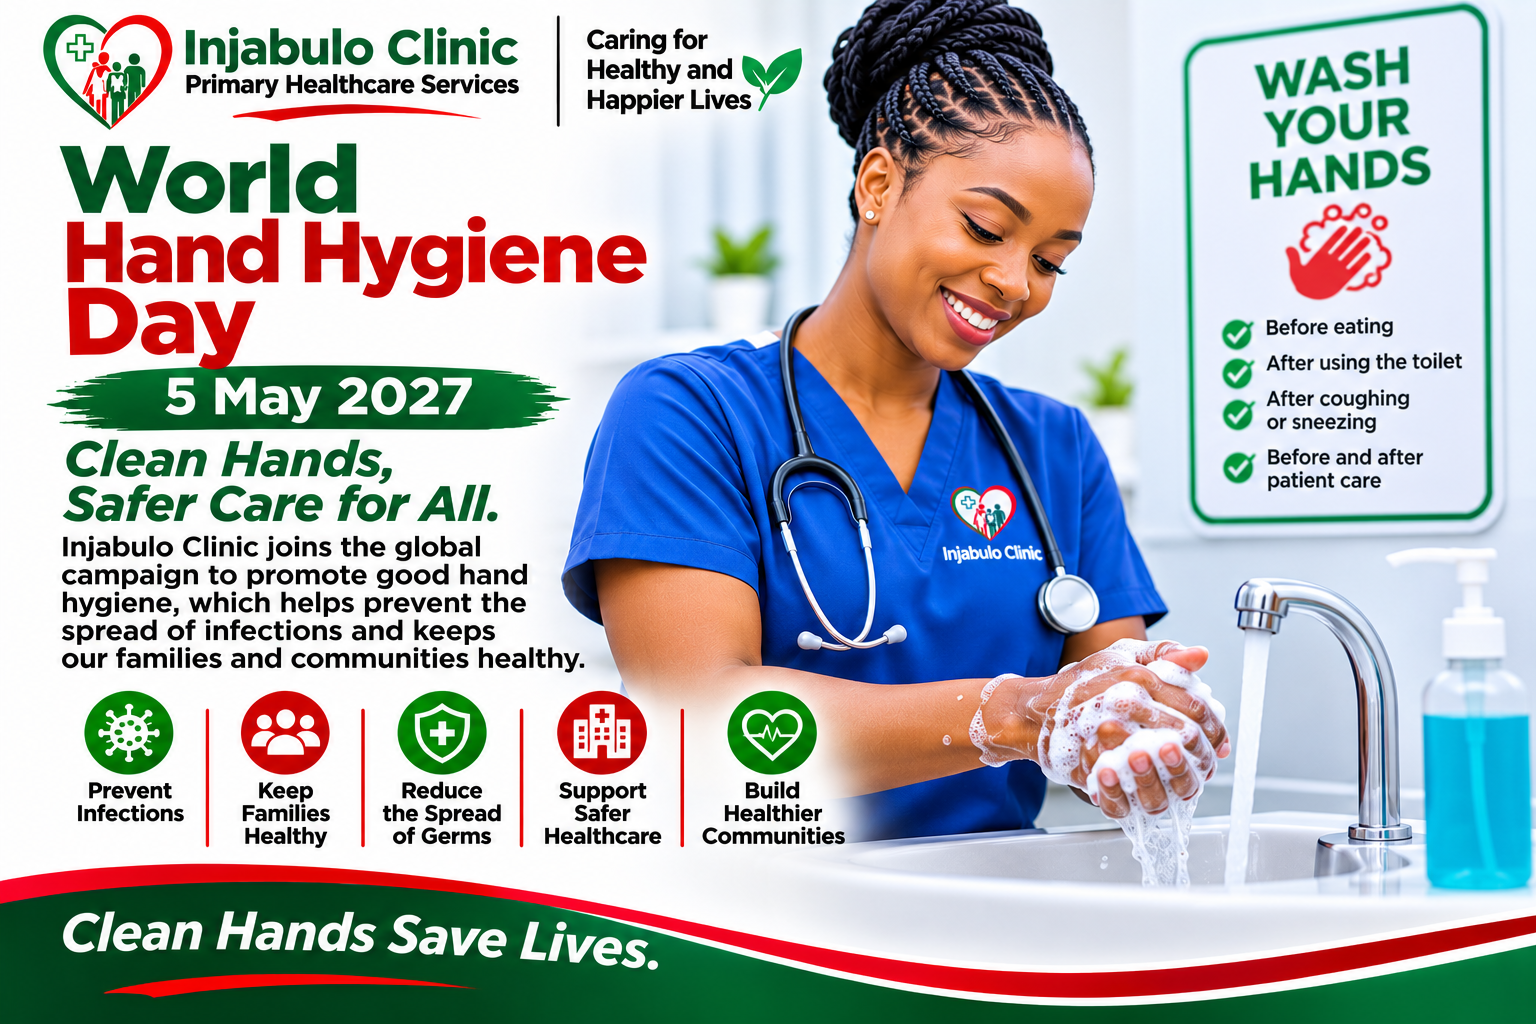 Injabulo Clinic
Primary Healthcare Services
Caring for
Healthy and
Happier Lives
World
Hand Hygiene
Day
5 May 2027
Clean Hands,
Safer Care for All.
Injabulo Clinic joins the global
campaign to promote good hand
hygiene, which helps prevent the
spread of infections and keeps
our families and communities healthy.
Prevent
Infections
Keep
Families
Healthy
Reduce
the Spread
of Germs
Support
Safer
Healthcare
Build
Healthier
Communities
Clean Hands Save Lives.
WASH
YOUR
HANDS
Before eating
After using the toilet
After coughing
or sneezing
Before and after
patient care
Injabulo Clinic